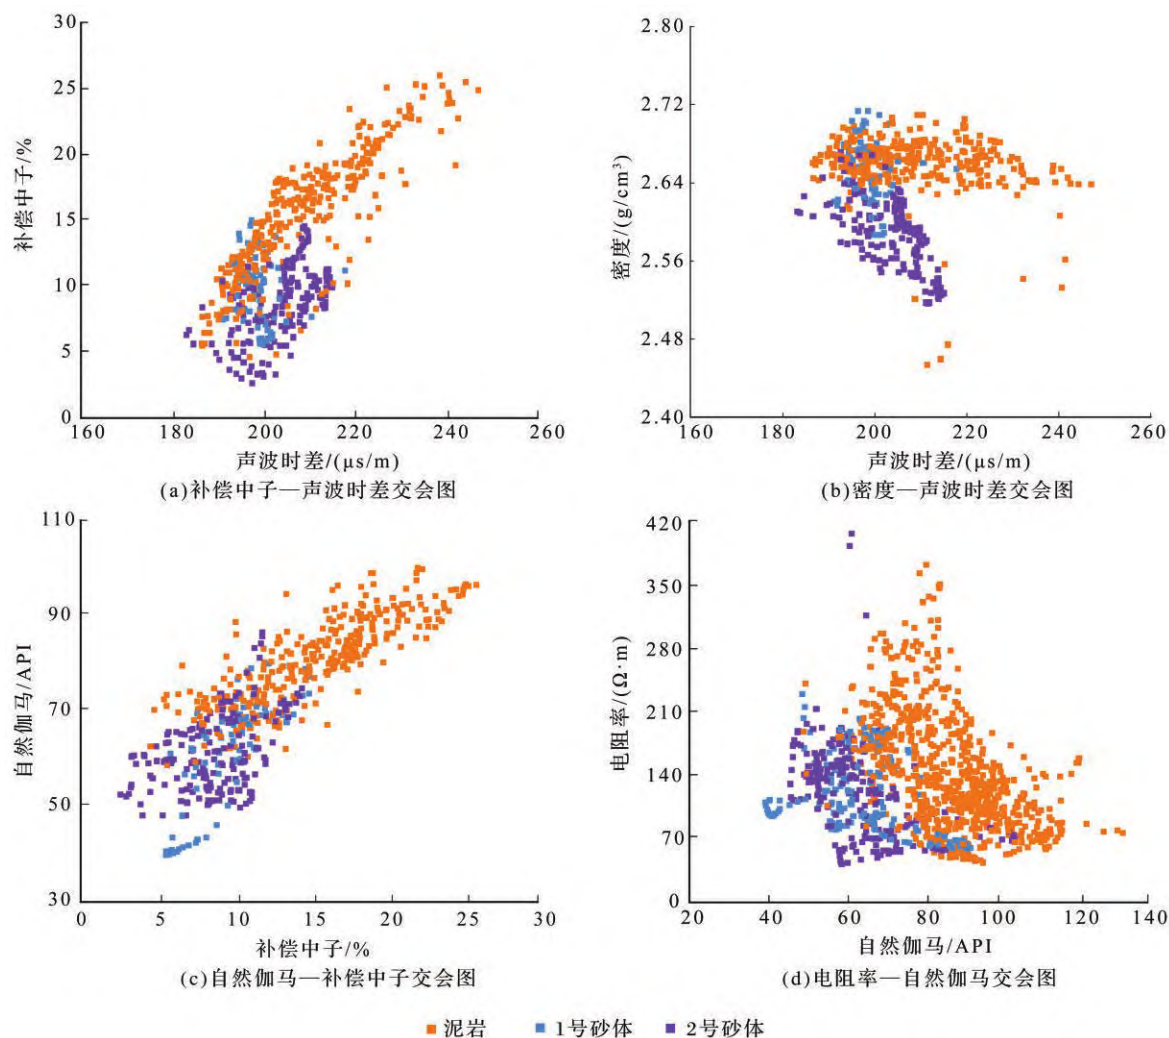 30
25
20
15
10
5
0
补偿中子/%
160 180 200 220 240 260
声波时差/(μs/m)
(a)补偿中子—声波时差交会图
2.80
2.72
2.64
2.56
2.48
2.40
密度/(g/cm³)
160 180 200 220 240 260
声波时差/(μs/m)
(b)密度—声波时差交会图
110
90
70
50
30
自然伽马/API
0 5 10 15 20 25 30
补偿中子/%
(c)自然伽马—补偿中子交会图
420
350
280
210
140
70
0
电阻率/(Ω·m)
20 40 60 80 100 120 140
自然伽马/API
(d)电阻率—自然伽马交会图
泥岩 1号砂体 2号砂体